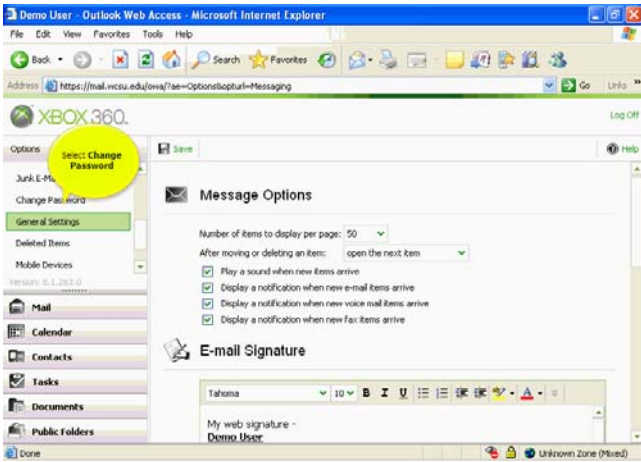 Demo User - Outlook Web Access - Microsoft Internet Explorer
File Edit View Favorites Tools Help
Back Search Favorites
Address https://mail.wcsu.edu/owa/?ae=Options&opturl=Messaging Go Links »
XBOX 360. Log Off
Options Save Help
Select Change
Password
Junk E-Ma
Change Password
General Settings
Deleted Items
Mobile Devices
Version: 8.1.263.0
Mail
Calendar
Contacts
Tasks
Documents
Public Folders
Message Options
Number of items to display per page: 50
After moving or deleting an item: open the next item
Play a sound when new items arrive
Display a notification when new e-mail items arrive
Display a notification when new voice mail items arrive
Display a notification when new fax items arrive
E-mail Signature
Tahoma 10 B I U A
My web signature -
Demo User
Done Unknown Zone (Mixed)